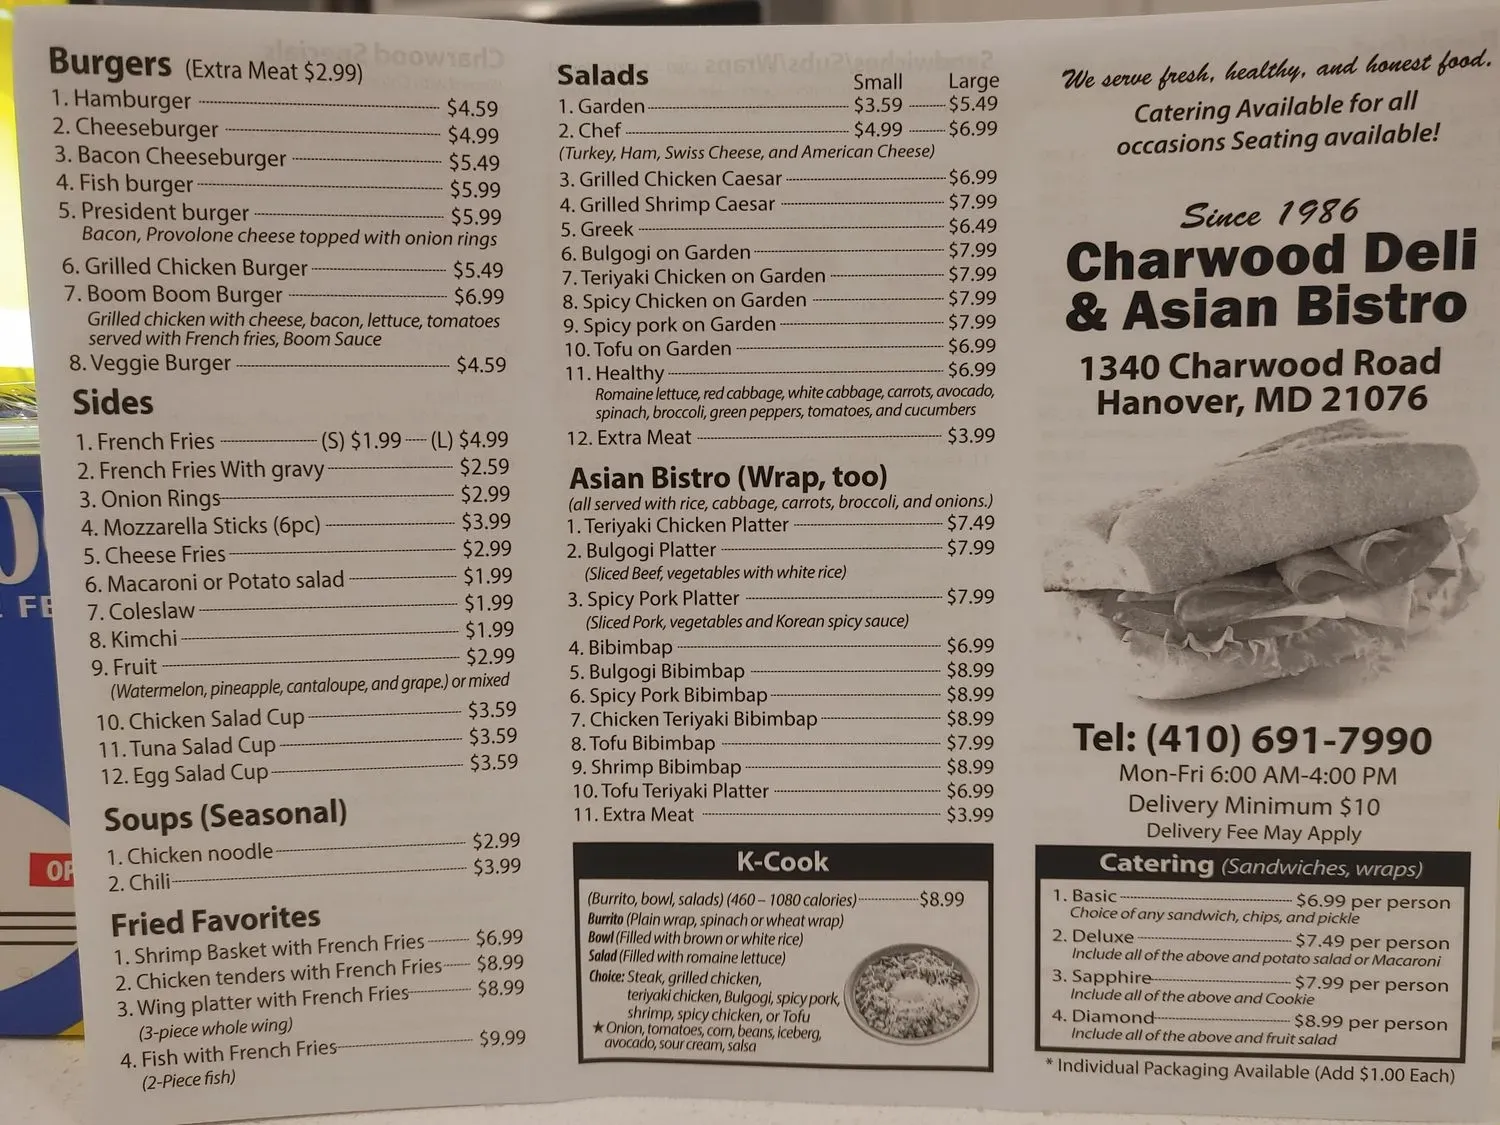 Burgers (Extra Meat $2.99)
1. Hamburger $4.59
2. Cheeseburger $4.99
3. Bacon Cheeseburger $5.49
4. Fish burger $5.99
5. President burger $5.99
Bacon, Provolone cheese topped with onion rings
6. Grilled Chicken Burger $5.49
7. Boom Boom Burger $6.99
Grilled chicken with cheese, bacon, lettuce, tomatoes
served with French fries, Boom Sauce
8. Veggie Burger $4.59
Sides
1. French Fries (S) $1.99 (L) $4.99
2. French Fries With gravy $2.59
3. Onion Rings $2.99
4. Mozzarella Sticks (6pc) $3.99
5. Cheese Fries $2.99
6. Macaroni or Potato salad $1.99
7. Coleslaw $1.99
8. Kimchi $1.99
9. Fruit $2.99
(Watermelon, pineapple, cantaloupe, and grape.) or mixed
10. Chicken Salad Cup $3.59
11. Tuna Salad Cup $3.59
12. Egg Salad Cup $3.59
Soups (Seasonal)
1. Chicken noodle $2.99
2. Chili $3.99
Fried Favorites
1. Shrimp Basket with French Fries $6.99
2. Chicken tenders with French Fries $8.99
3. Wing platter with French Fries $8.99
(3-piece whole wing)
4. Fish with French Fries $9.99
(2-Piece fish)
Salads Small Large
1. Garden $3.59 $5.49
2. Chef $4.99 $6.99
(Turkey, Ham, Swiss Cheese, and American Cheese)
3. Grilled Chicken Caesar $6.99
4. Grilled Shrimp Caesar $7.99
5. Greek $6.49
6. Bulgogi on Garden $7.99
7. Teriyaki Chicken on Garden $7.99
8. Spicy Chicken on Garden $7.99
9. Spicy pork on Garden $7.99
10. Tofu on Garden $6.99
11. Healthy $6.99
Romaine lettuce, red cabbage, white cabbage, carrots, avocado,
spinach, broccoli, green peppers, tomatoes, and cucumbers
12. Extra Meat $3.99
Asian Bistro (Wrap, too)
(all served with rice, cabbage, carrots, broccoli, and onions.)
1. Teriyaki Chicken Platter $7.49
2. Bulgogi Platter $7.99
(Sliced Beef, vegetables with white rice)
3. Spicy Pork Platter $7.99
(Sliced Pork, vegetables and Korean spicy sauce)
4. Bibimbap $6.99
5. Bulgogi Bibimbap $8.99
6. Spicy Pork Bibimbap $8.99
7. Chicken Teriyaki Bibimbap $8.99
8. Tofu Bibimbap $7.99
9. Shrimp Bibimbap $8.99
10. Tofu Teriyaki Platter $6.99
11. Extra Meat $3.99
K-Cook
(Burrito, bowl, salads) (460 – 1080 calories) $8.99
Burrito (Plain wrap, spinach or wheat wrap)
Bowl (Filled with brown or white rice)
Salad (Filled with romaine lettuce)
Choice: Steak, grilled chicken,
teriyaki chicken, Bulgogi, spicy pork,
shrimp, spicy chicken, or Tofu
★ Onion, tomatoes, corn, beans, iceberg,
avocado, sour cream, salsa
We serve fresh, healthy, and honest food.
Catering Available for all
occasions Seating available!
Since 1986
Charwood Deli
& Asian Bistro
1340 Charwood Road
Hanover, MD 21076
Tel: (410) 691-7990
Mon-Fri 6:00 AM-4:00 PM
Delivery Minimum $10
Delivery Fee May Apply
Catering (Sandwiches, wraps)
1. Basic $6.99 per person
Choice of any sandwich, chips, and pickle
2. Deluxe $7.49 per person
Include all of the above and potato salad or Macaroni
3. Sapphire $7.99 per person
Include all of the above and Cookie
4. Diamond $8.99 per person
Include all of the above and fruit salad
* Individual Packaging Available (Add $1.00 Each)